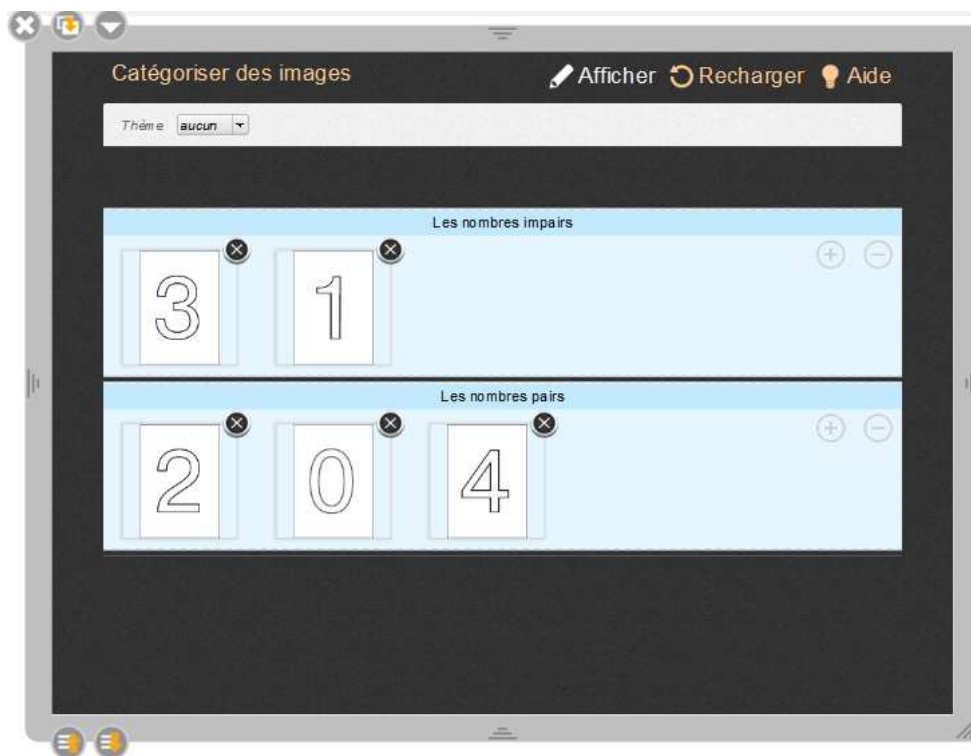 Catégoriser des images
Afficher Recharger Aide
Thème aucun
Les nombres impairs
3 1
Les nombres pairs
2 0 4